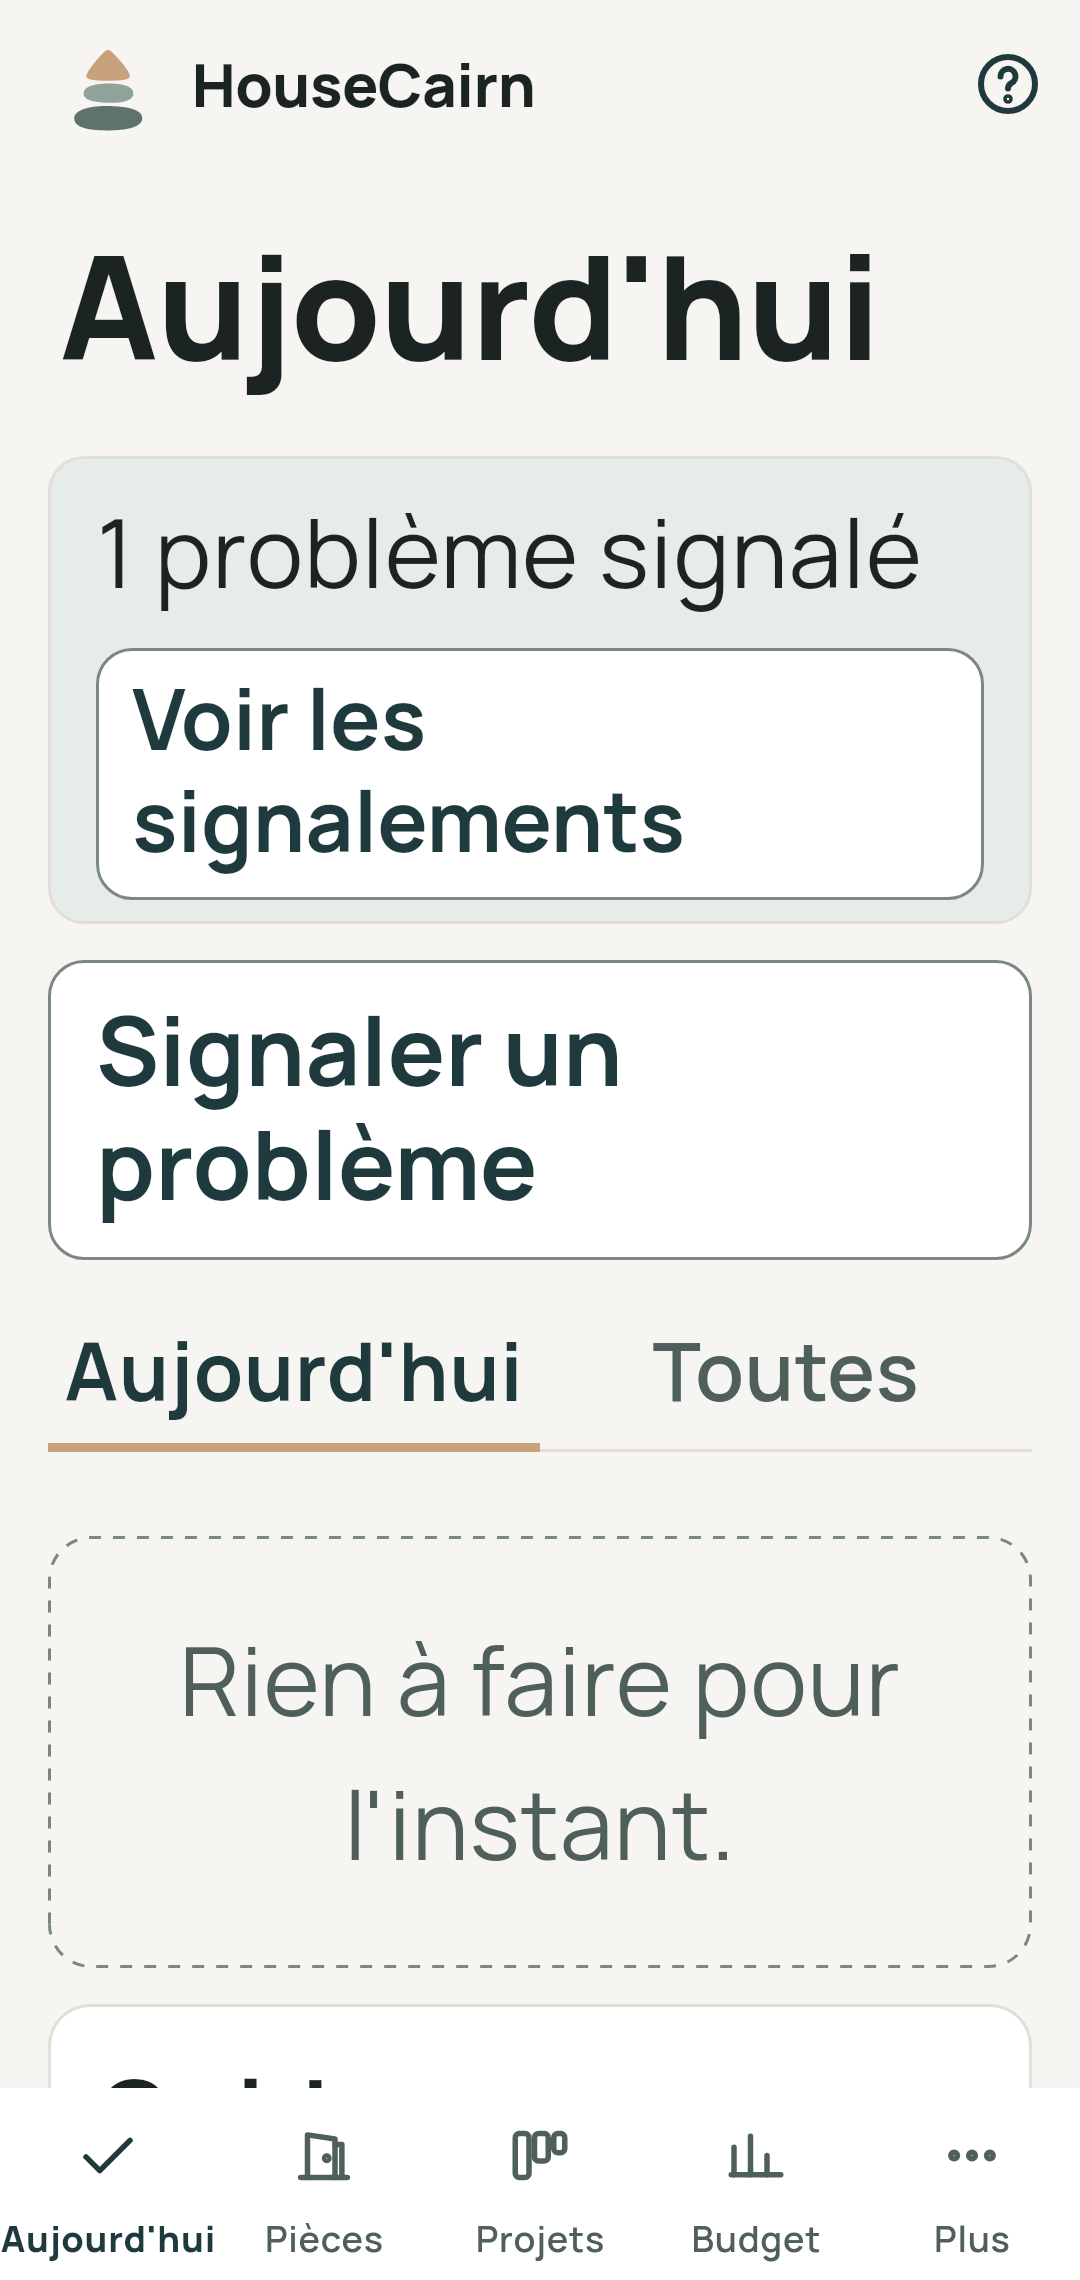 HouseCairn
Aujourd'hui
1 problème signalé
Voir les
signalements
Signaler un
problème
Aujourd'hui
Toutes
Rien à faire pour
l'instant.
Aujourd'hui
Pièces
Projets
Budget
Plus